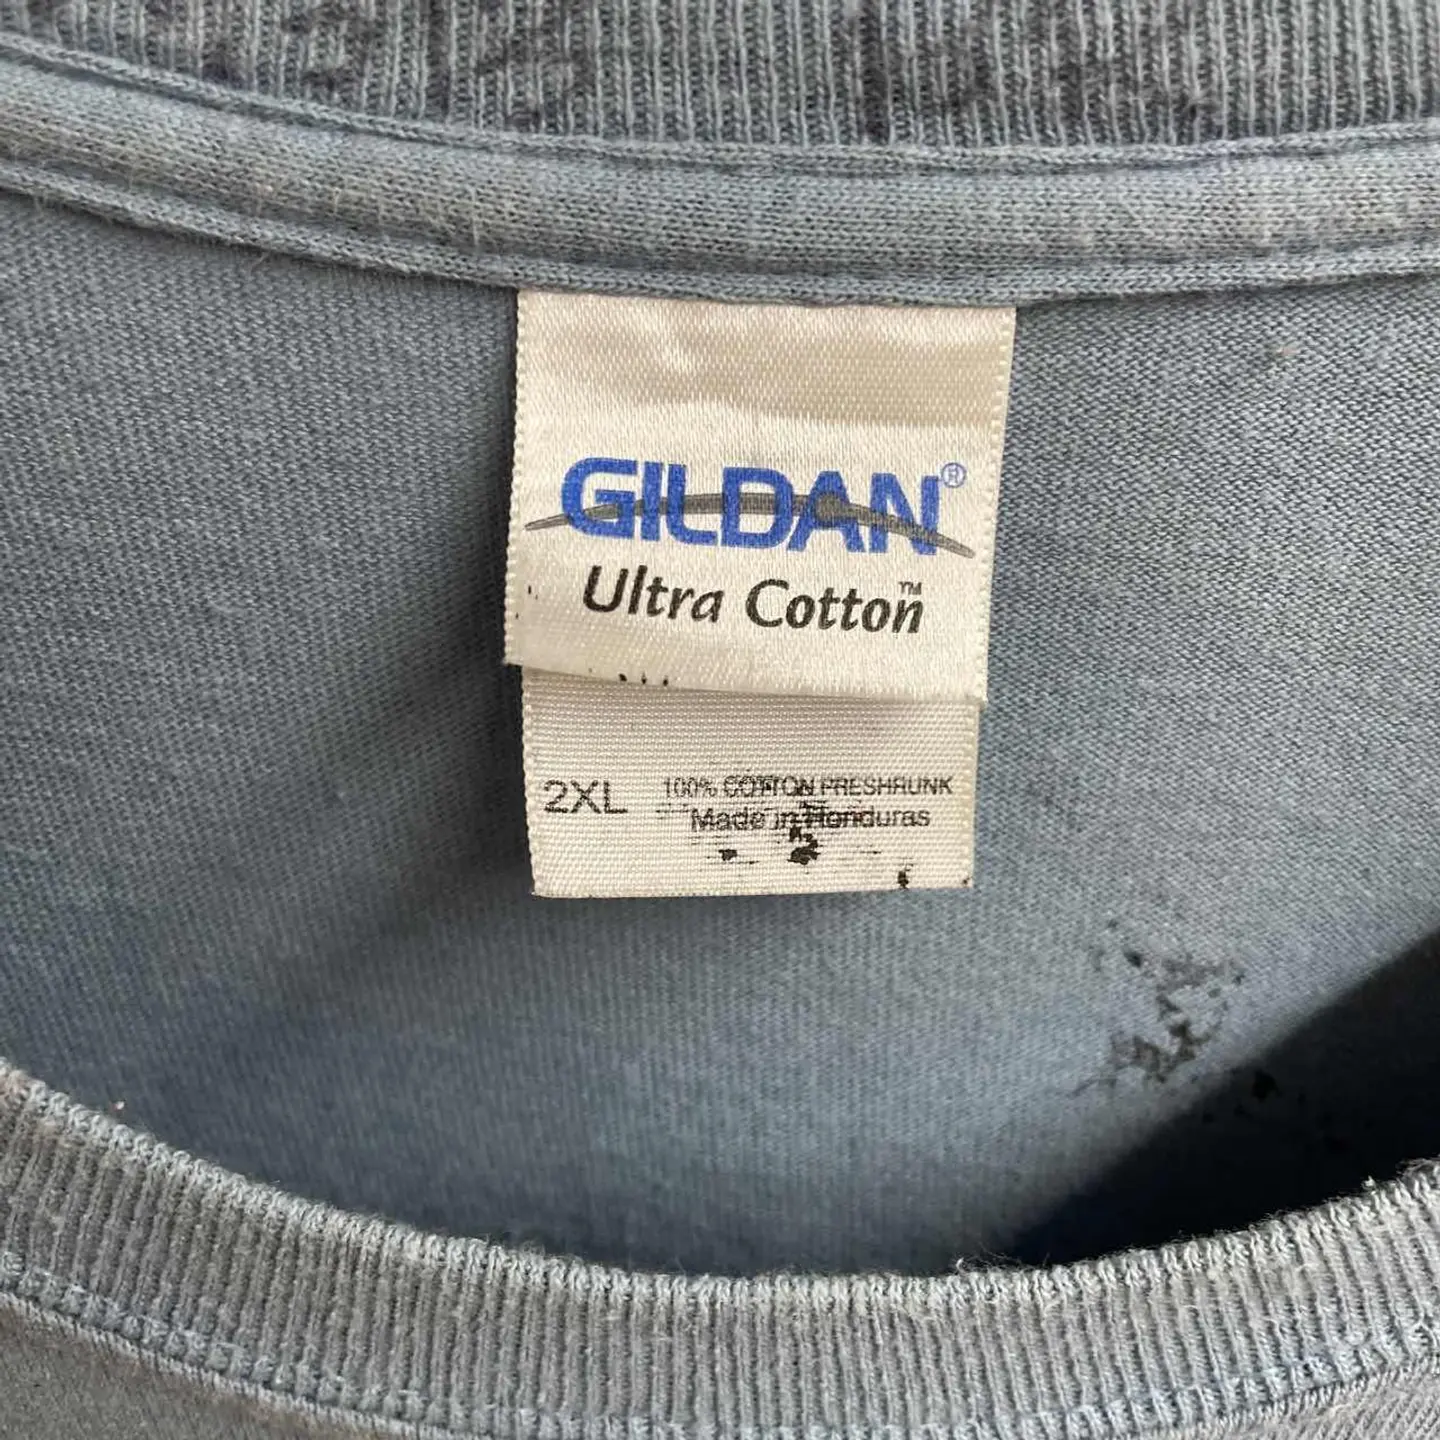 GILDAN®
Ultra Cotton™
2XL 100% COTTON PRESHRUNK
Made in Honduras